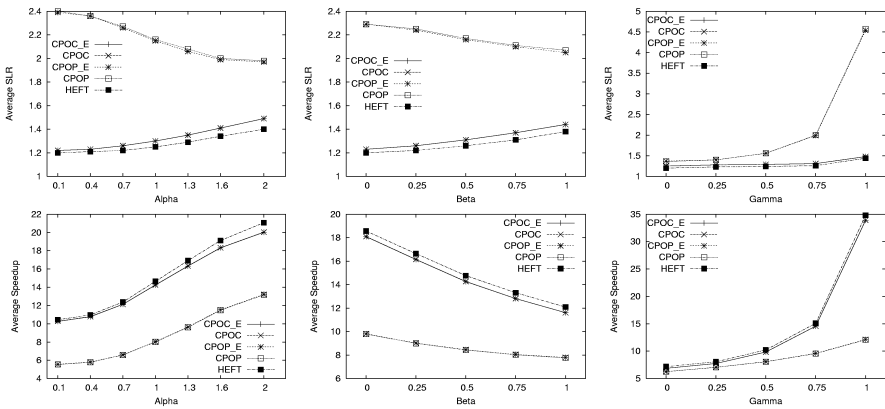 2.4
2.2
2
1.8
1.6
1.4
1.2
1
Average SLR
0.1 0.4 0.7 1 1.3 1.6 2
Alpha
CPOC_E
CPOC
CPOP_E
CPOP
HEFT
2.4
2.2
2
1.8
1.6
1.4
1.2
1
Average SLR
0 0.25 0.5 0.75 1
Beta
CPOC_E
CPOC
CPOP_E
CPOP
HEFT
5
4.5
4
3.5
3
2.5
2
1.5
1
Average SLR
0 0.25 0.5 0.75 1
Gamma
CPOC_E
CPOC
CPOP_E
CPOP
HEFT
22
20
18
16
14
12
10
8
6
4
Average Speedup
0.1 0.4 0.7 1 1.3 1.6 2
Alpha
CPOC_E
CPOC
CPOP_E
CPOP
HEFT
20
18
16
14
12
10
8
6
Average Speedup
0 0.25 0.5 0.75 1
Beta
CPOC_E
CPOC
CPOP_E
CPOP
HEFT
35
30
25
20
15
10
5
Average Speedup
0 0.25 0.5 0.75 1
Gamma
CPOC_E
CPOC
CPOP_E
CPOP
HEFT